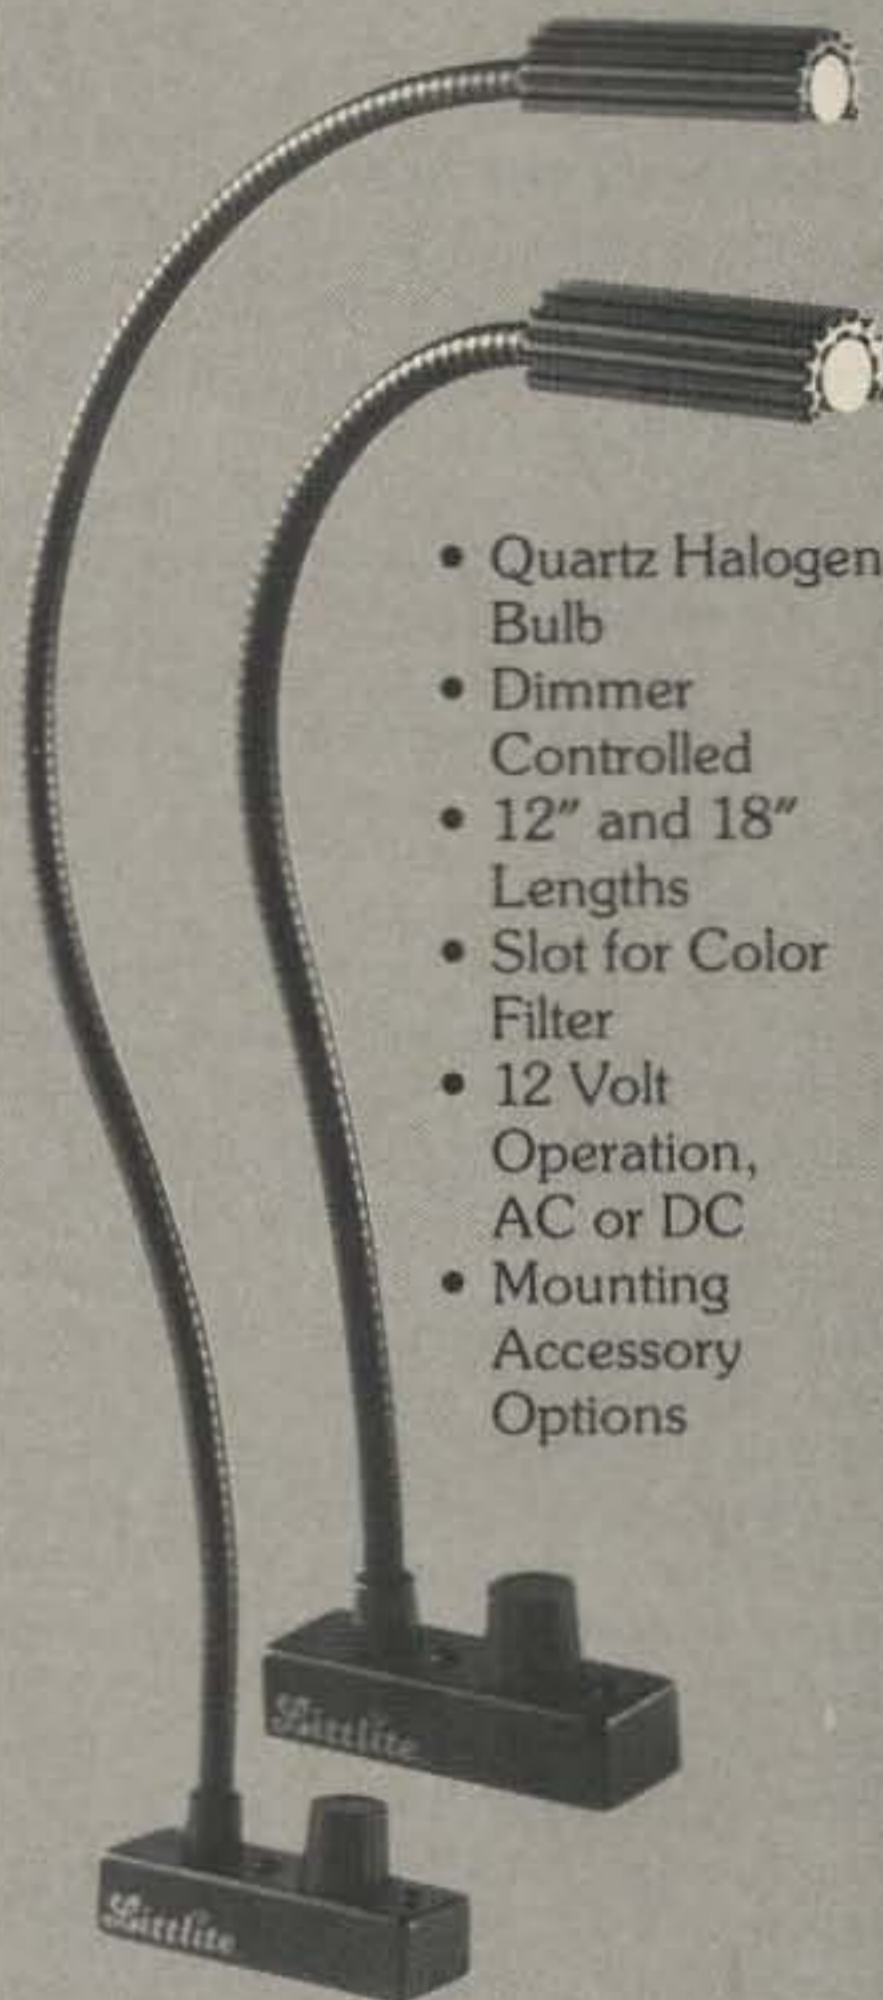 • Quartz Halogen
Bulb
• Dimmer
Controlled
• 12″ and 18″
Lengths
• Slot for Color
Filter
• 12 Volt
Operation,
AC or DC
• Mounting
Accessory
Options
Littlite
Littlite